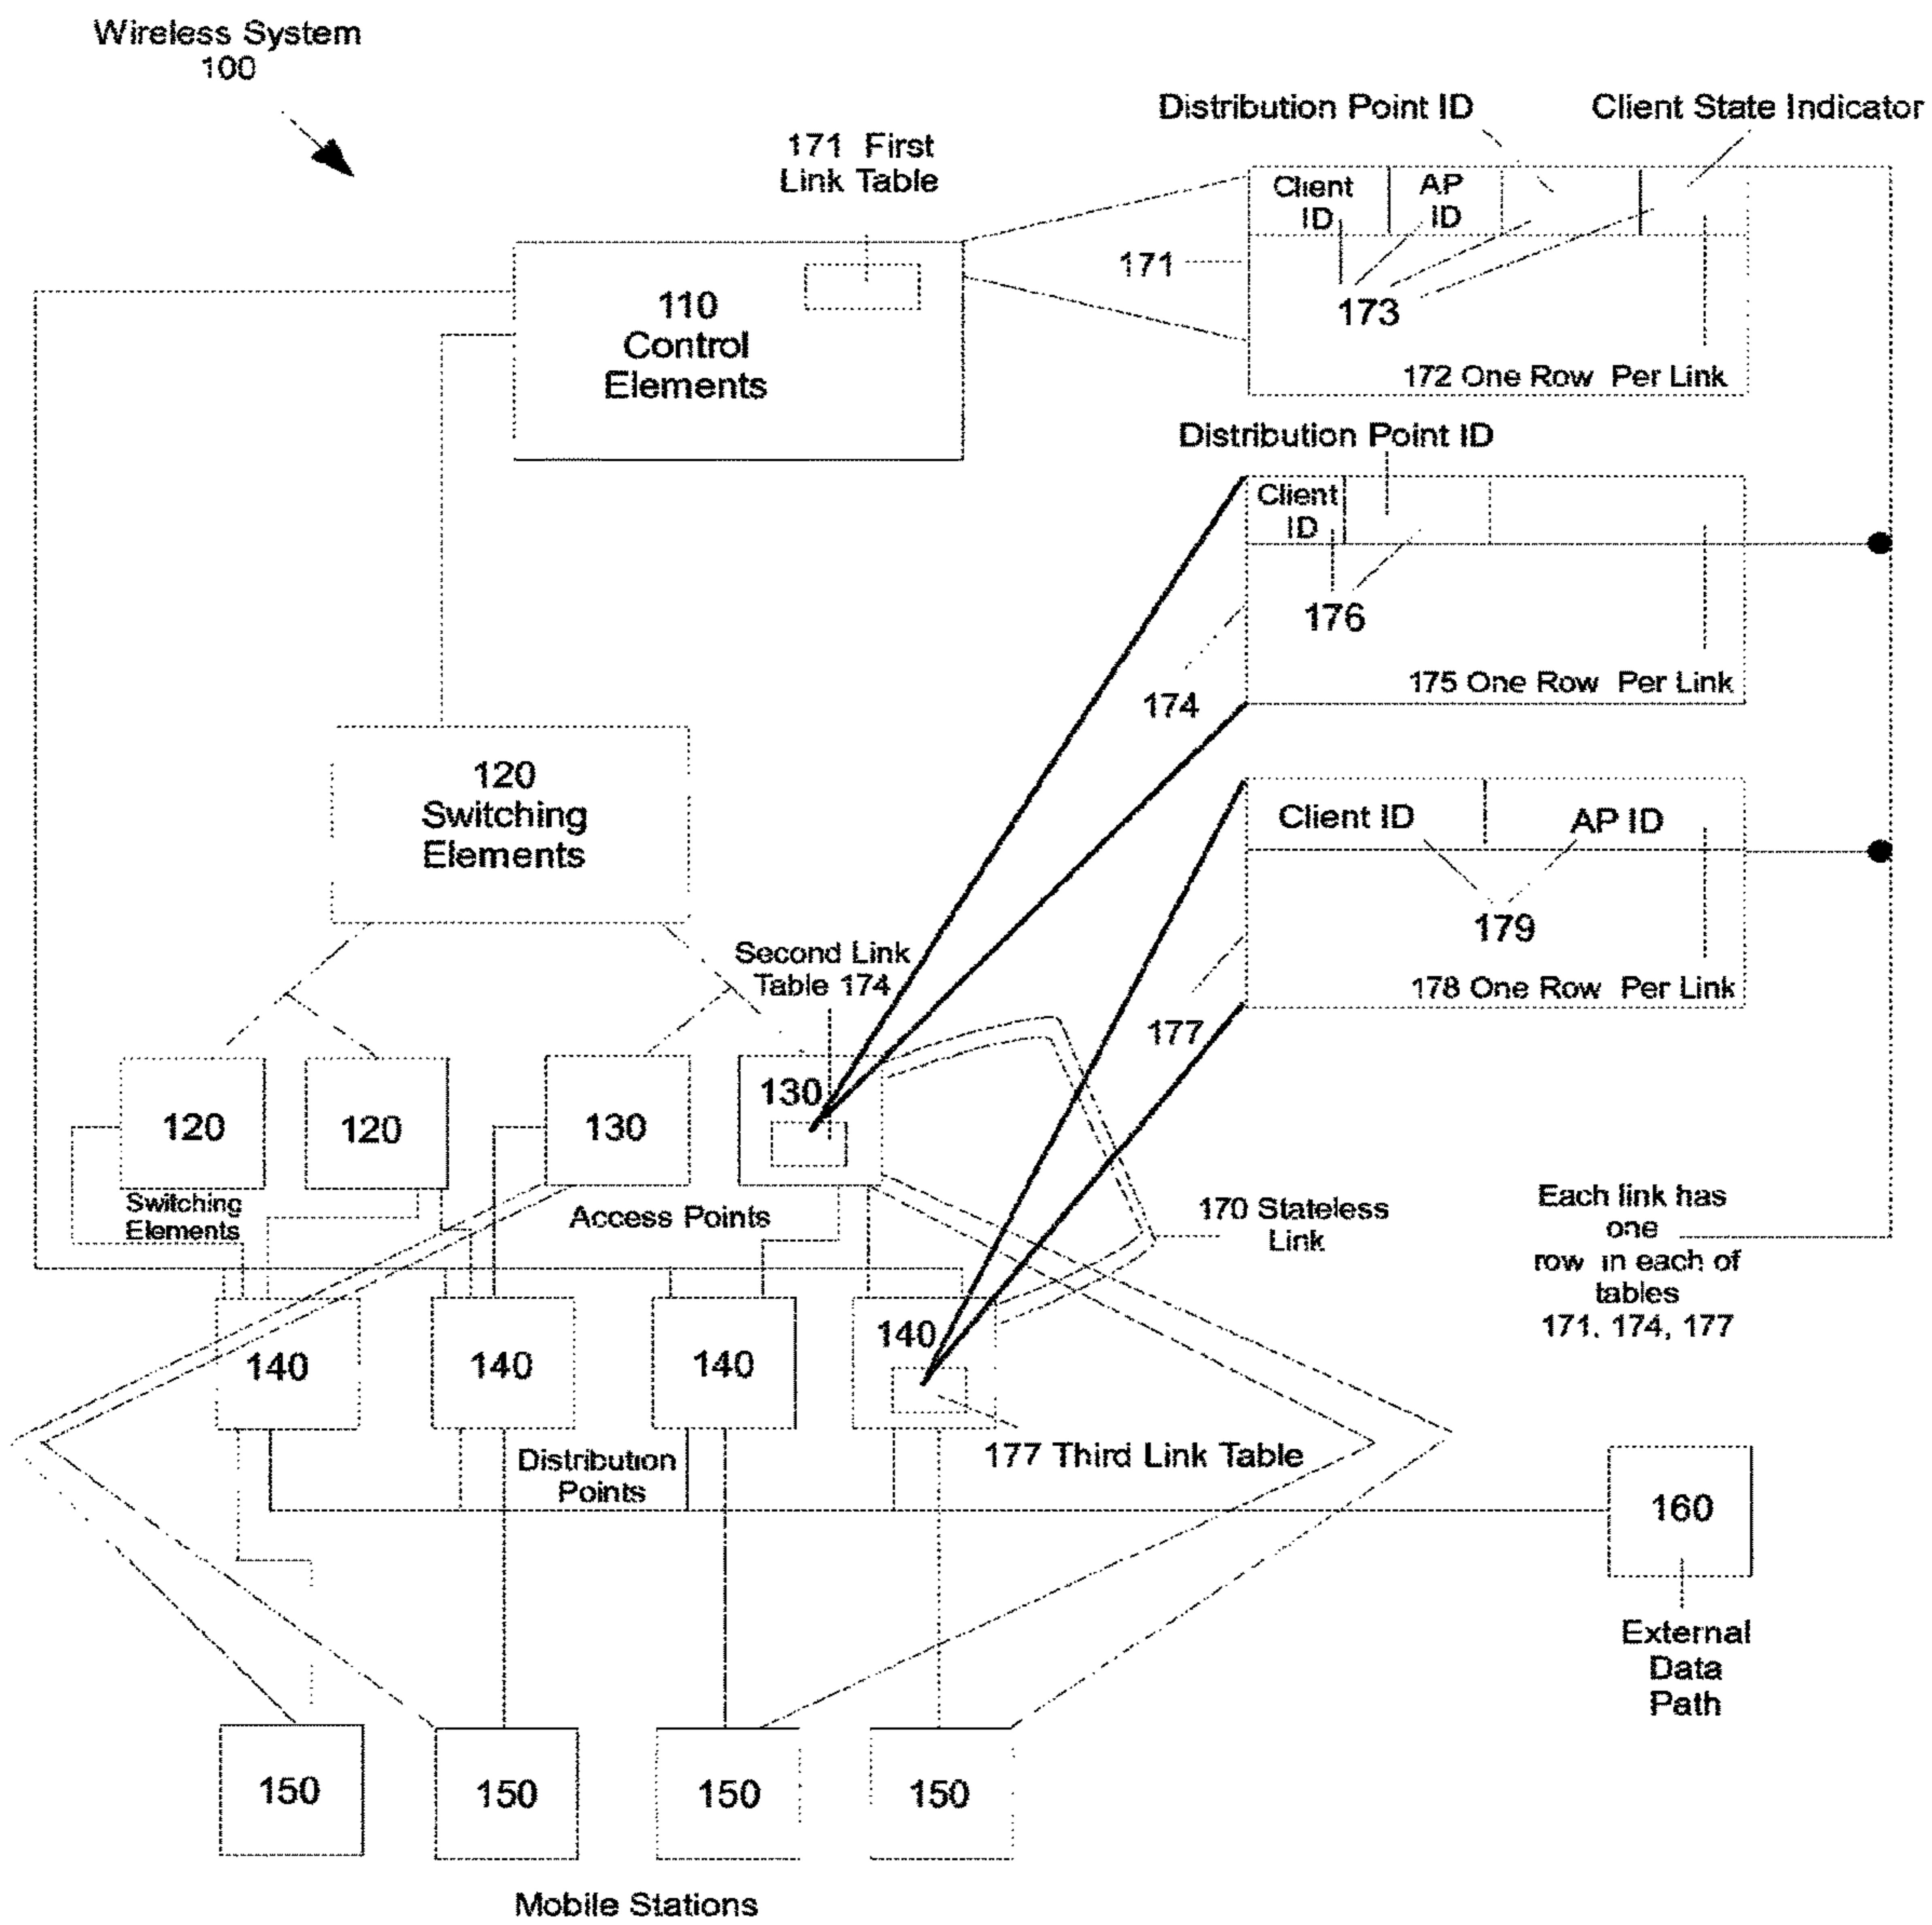 Wireless System
100
Distribution Point ID
Client State Indicator
171 First
Link Table
Client
ID
AP
ID
171
173
172 One Row Per Link
110
Control
Elements
Distribution Point ID
Client
ID
176
174
175 One Row Per Link
120
Switching
Elements
Client ID
AP ID
179
177
178 One Row Per Link
Second Link
Table 174
120
120
130
130
Switching
Elements
Access Points
170 Stateless
Link
Each link has
one
row in each of
tables
171, 174, 177
140
140
140
140
177 Third Link Table
Distribution
Points
160
External
Data
Path
150
150
150
150
Mobile Stations